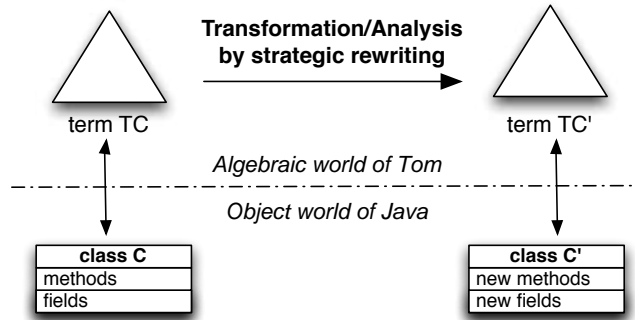 Transformation/Analysis
by strategic rewriting
term TC
term TC'
Algebraic world of Tom
Object world of Java
class C
methods
fields
class C'
new methods
new fields